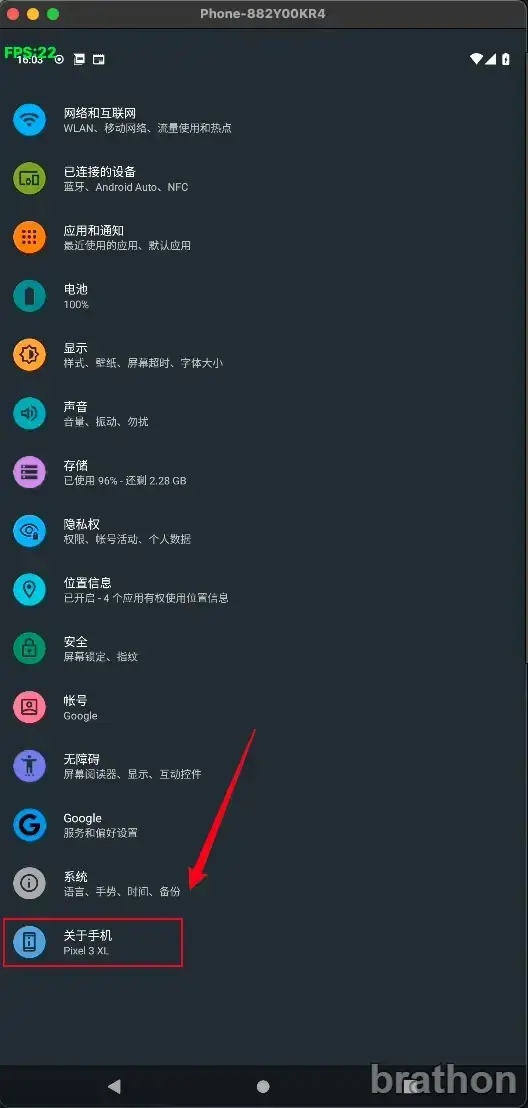 Phone-882Y00KR4
FPS:22
16:03
网络和互联网
WLAN、移动网络、流量使用和热点
已连接的设备
蓝牙、Android Auto、NFC
应用和通知
最近使用的应用、默认应用
电池
100%
显示
样式、壁纸、屏幕超时、字体大小
声音
音量、振动、勿扰
存储
已使用 96% - 还剩 2.28 GB
隐私权
权限、帐号活动、个人数据
位置信息
已开启 - 4 个应用有权使用位置信息
安全
屏幕锁定、指纹
帐号
Google
无障碍
屏幕阅读器、显示、互动控件
Google
服务和偏好设置
系统
语言、手势、时间、备份
关于手机
Pixel 3 XL
brathon